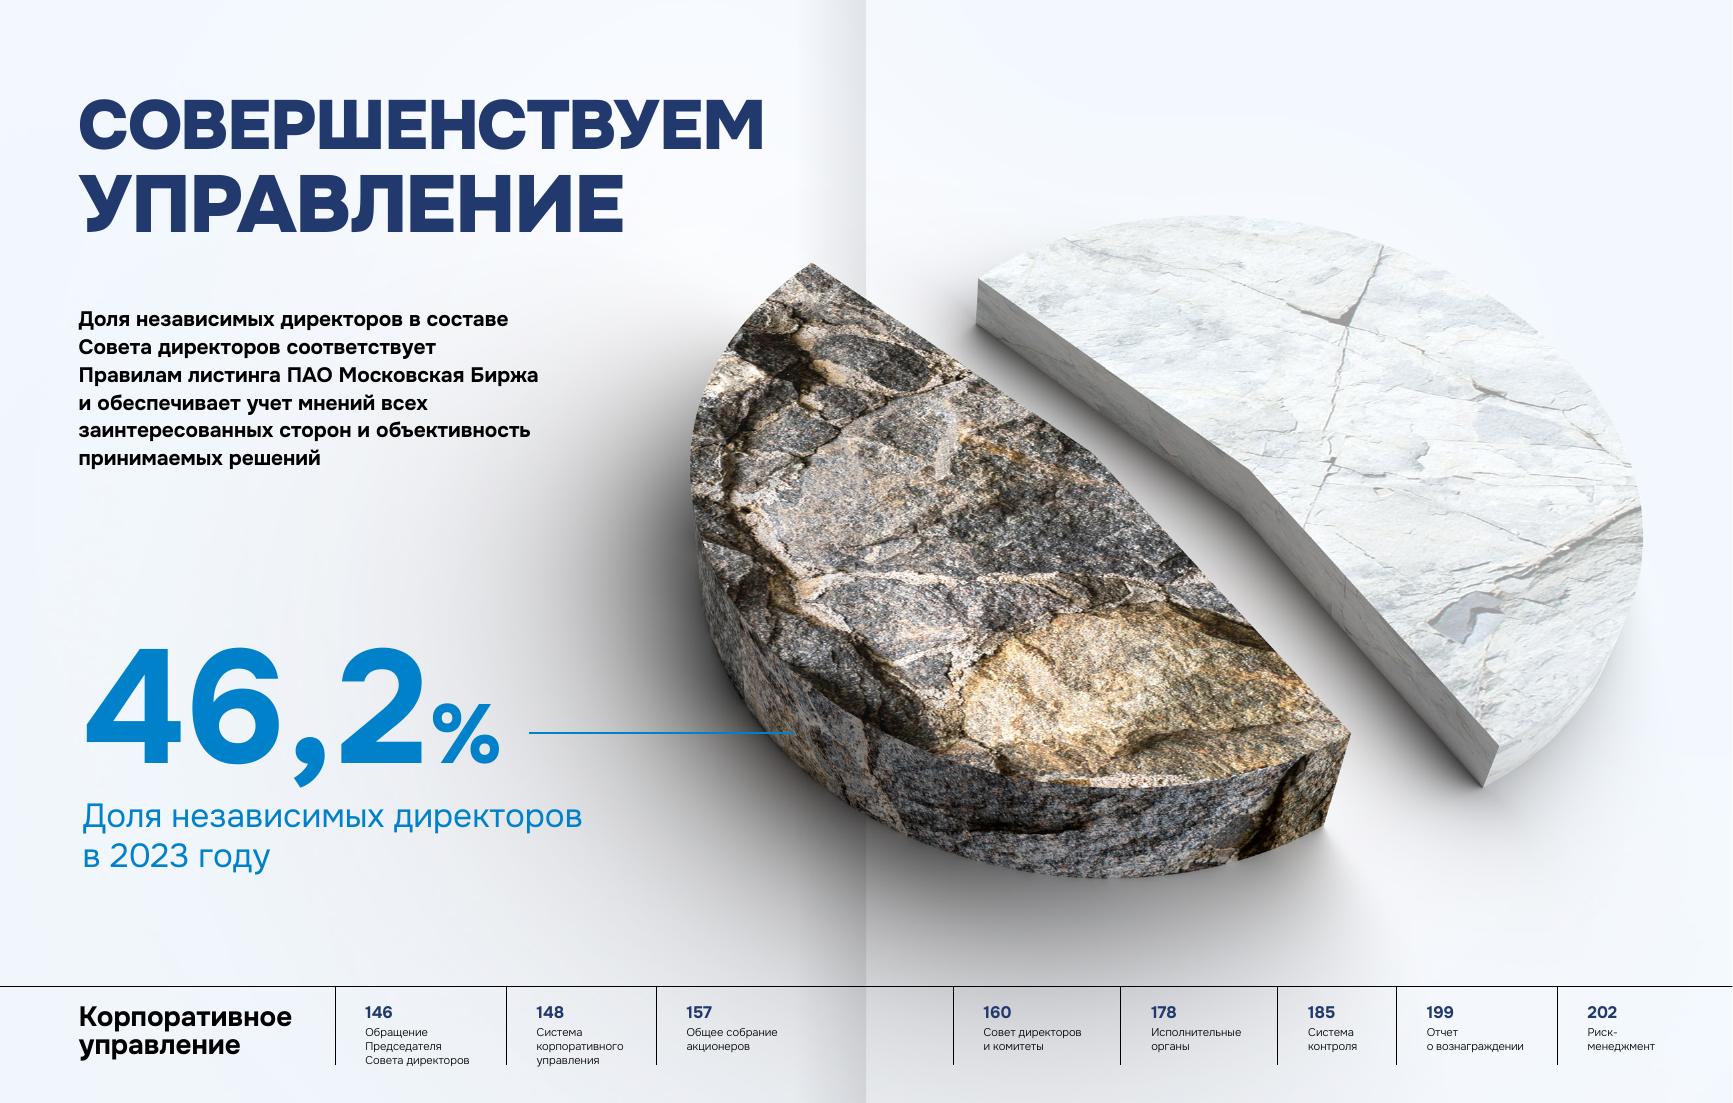 СОВЕРШЕНСТВУЕМ
УПРАВЛЕНИЕ
Доля независимых директоров в составе
Совета директоров соответствует
Правилам листинга ПАО Московская Биржа
и обеспечивает учет мнений всех
заинтересованных сторон и объективность
принимаемых решений
46,2%
Доля независимых директоров
в 2023 году
Корпоративное
управление
146
Обращение
Председателя
Совета директоров
148
Система
корпоративного
управления
157
Общее собрание
акционеров
160
Совет директоров
и комитеты
178
Исполнительные
органы
185
Система
контроля
199
Отчет
о вознаграждении
202
Риск-
менеджмент